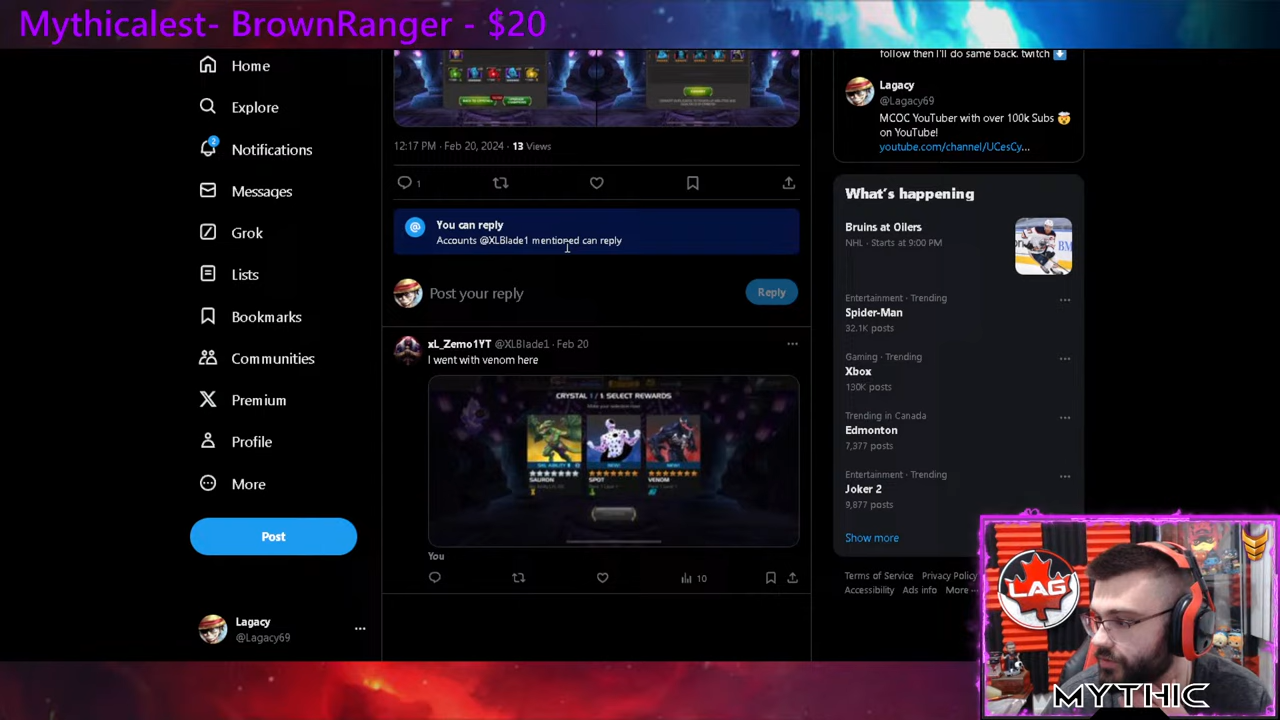 Mythicalest- BrownRanger - $20
Home
Explore
2
Notifications
Messages
Grok
Lists
Bookmarks
Communities
Premium
Profile
More
Post
Lagacy
@Lagacy69
12:17 PM · Feb 20, 2024 · 13 Views
1
You can reply
Accounts @XLBlade1 mentioned can reply
Post your reply
Reply
xL_Zemo1YT @XLBlade1 · Feb 20
I went with venom here
CRYSTAL 1 / 1 SELECT REWARDS
SAURON
SPOT
VENOM
You
10
follow then I'll do same back. twitch ⬇️
Lagacy
@Lagacy69
MCOC YouTuber with over 100k Subs 🤯
on YouTube!
youtube.com/channel/UCesCy...
What's happening
Bruins at Oilers
NHL · Starts at 9:00 PM
Entertainment · Trending
Spider-Man
32.1K posts
Gaming · Trending
Xbox
130K posts
Trending in Canada
Edmonton
7,377 posts
Entertainment · Trending
Joker 2
9,877 posts
Show more
Terms of Service Privacy Policy
Accessibility Ads info More
LAG
MYTHIC